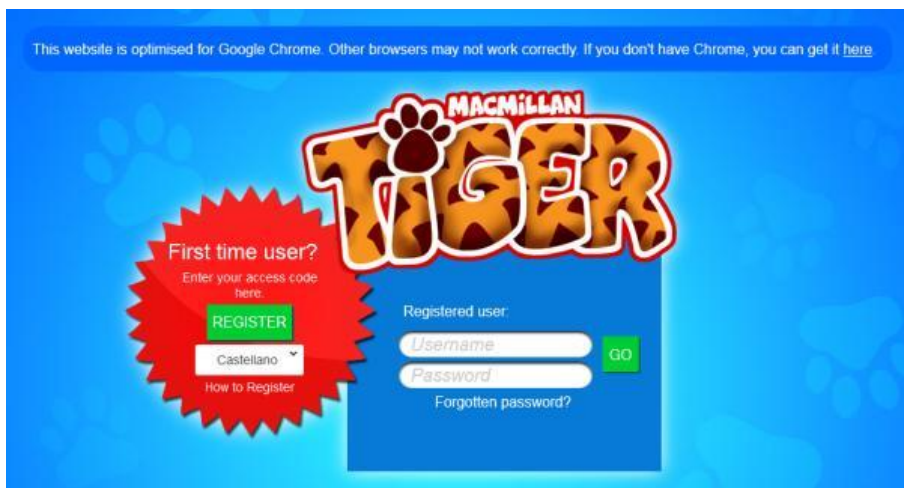 This website is optimised for Google Chrome. Other browsers may not work correctly. If you don't have Chrome, you can get it here.
MACMiLLAN
TiGER
First time user?
Enter your access code
here.
REGISTER
Castellano
How to Register
Registered user:
Username
GO
Password
Forgotten password?